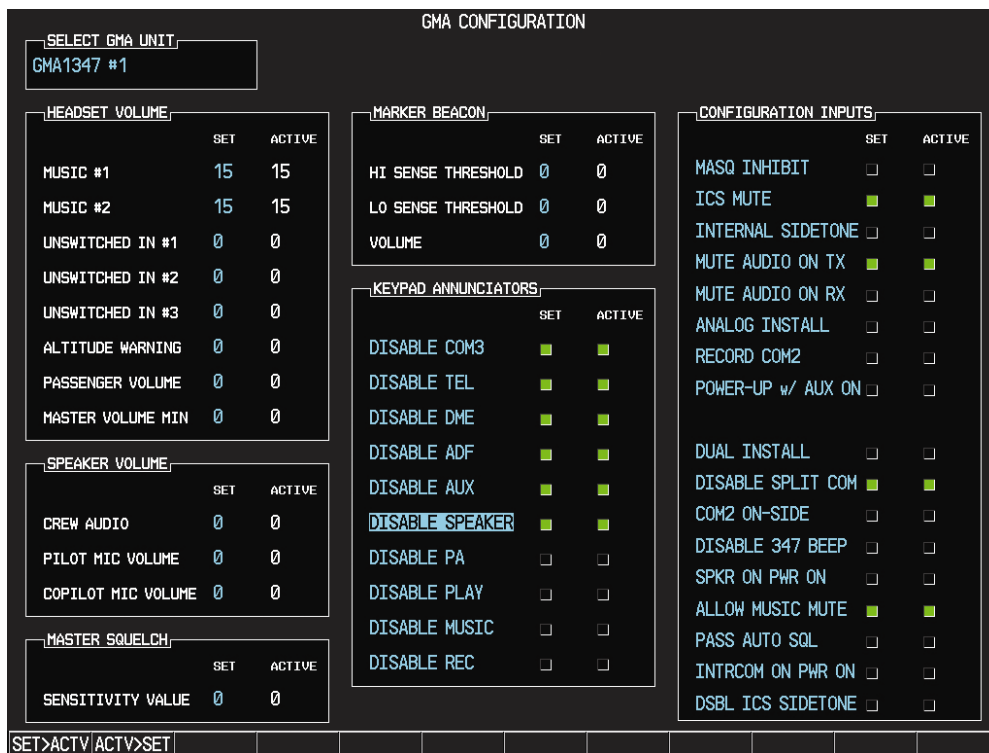 GMA CONFIGURATION
SELECT GMA UNIT
GMA1347 #1
HEADSET VOLUME
SET ACTIVE
MUSIC #1 15 15
MUSIC #2 15 15
UNSWITCHED IN #1 0 0
UNSWITCHED IN #2 0 0
UNSWITCHED IN #3 0 0
ALTITUDE WARNING 0 0
PASSENGER VOLUME 0 0
MASTER VOLUME MIN 0 0
SPEAKER VOLUME
SET ACTIVE
CREW AUDIO 0 0
PILOT MIC VOLUME 0 0
COPILOT MIC VOLUME 0 0
MASTER SQUELCH
SET ACTIVE
SENSITIVITY VALUE 0 0
MARKER BEACON
SET ACTIVE
HI SENSE THRESHOLD 0 0
LO SENSE THRESHOLD 0 0
VOLUME 0 0
KEYPAD ANNUNCIATORS
SET ACTIVE
DISABLE COM3
DISABLE TEL
DISABLE DME
DISABLE ADF
DISABLE AUX
DISABLE SPEAKER
DISABLE PA
DISABLE PLAY
DISABLE MUSIC
DISABLE REC
CONFIGURATION INPUTS
SET ACTIVE
MASQ INHIBIT
ICS MUTE
INTERNAL SIDETONE
MUTE AUDIO ON TX
MUTE AUDIO ON RX
ANALOG INSTALL
RECORD COM2
POWER-UP w/ AUX ON
DUAL INSTALL
DISABLE SPLIT COM
COM2 ON-SIDE
DISABLE 347 BEEP
SPKR ON PWR ON
ALLOW MUSIC MUTE
PASS AUTO SQL
INTRCOM ON PWR ON
DSBL ICS SIDETONE
SET>ACTV ACTV>SET